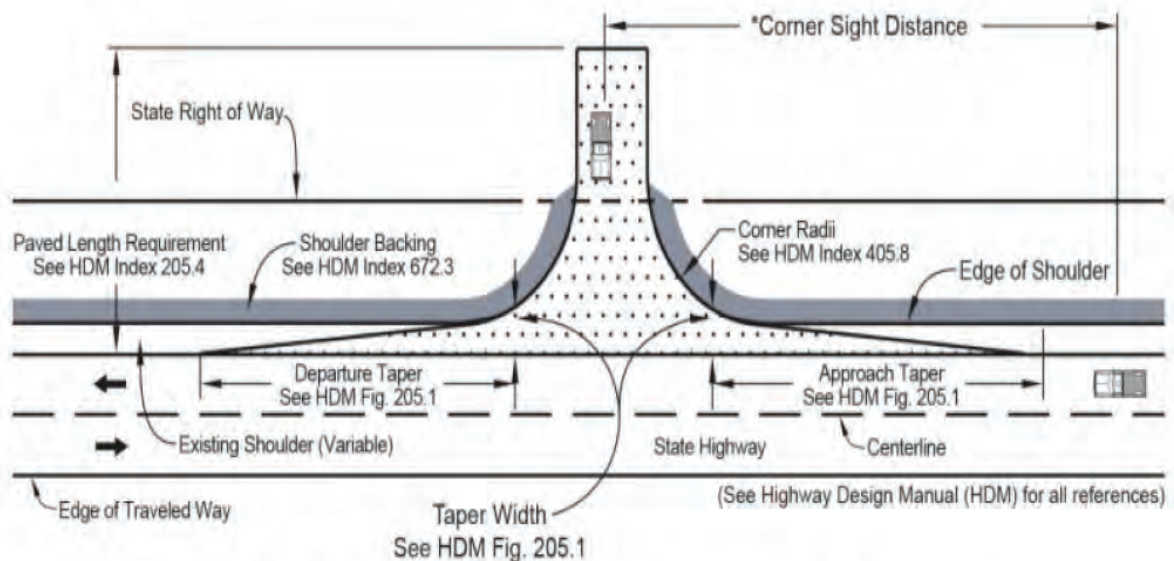 *Corner Sight Distance
State Right of Way
Paved Length Requirement
See HDM Index 205.4
Shoulder Backing
See HDM Index 672.3
Corner Radii
See HDM Index 405.8
Edge of Shoulder
Departure Taper
See HDM Fig. 205.1
Approach Taper
See HDM Fig. 205.1
Existing Shoulder (Variable)
State Highway
Centerline
Edge of Traveled Way
(See Highway Design Manual (HDM) for all references)
Taper Width
See HDM Fig. 205.1